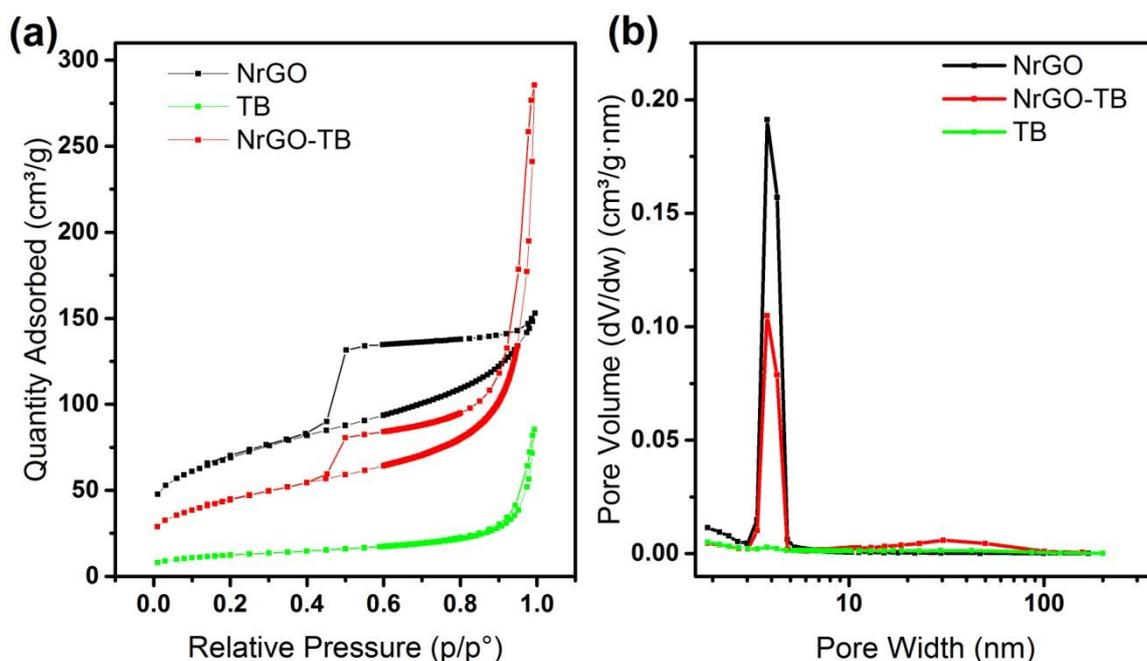 (a)
NrGO
TB
NrGO-TB
Quantity Adsorbed (cm³/g)
300
250
200
150
100
50
0
0.0 0.2 0.4 0.6 0.8 1.0
Relative Pressure (p/p°)
(b)
NrGO
NrGO-TB
TB
Pore Volume (dV/dw) (cm³/g·nm)
0.20
0.15
0.10
0.05
0.00
10 100
Pore Width (nm)